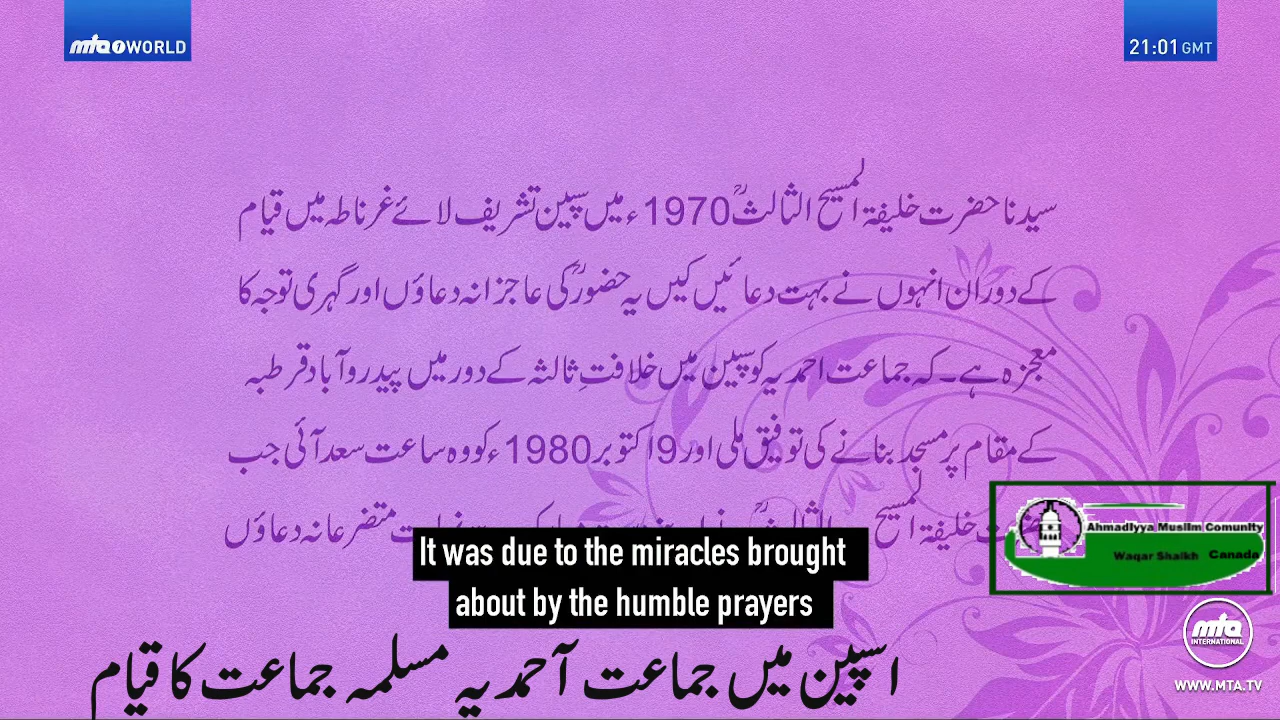 mta1 WORLD
21:01 GMT
سیدنا حضرت خلیفۃ المسیح الثالثؒ 1970ء میں سپین تشریف لائے غرناطہ میں قیام
کے دوران انہوں نے بہت دعائیں کیں یہ حضورؒ کی عاجزانہ دعاؤں اور گہری توجہ کا
معجزہ ہے۔ کہ جماعت احمدیہ کو سپین میں خلافتِ ثالثہ کے دور میں پیدروآباد قرطبہ
کے مقام پر مسجد بنانے کی توفیق ملی اور 9 اکتوبر 1980ء کو وہ ساعت سعد آئی جب
خلیفۃ المسیح متضرعانہ دعاؤں
It was due to the miracles brought
about by the humble prayers
Ahmadiyya Muslim Comunity
Waqar Shaikh Canada
mta
INTERNATIONAL
WWW.MTA.TV
اسپین میں جماعت آحمدیہ مسلمہ جماعت کا قیام